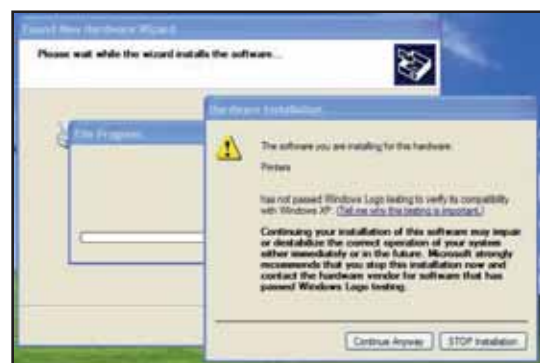 Found New Hardware Wizard
Please wait while the wizard installs the software...
File Progress
Hardware Installation
The software you are installing for this hardware:
Printers
has not passed Windows Logo testing to verify its compatibility
with Windows XP. (Tell me why this testing is important.)
Continuing your installation of this software may impair
or destabilize the correct operation of your system
either immediately or in the future. Microsoft strongly
recommends that you stop this installation now and
contact the hardware vendor for software that has
passed Windows Logo testing.
Continue Anyway
STOP Installation